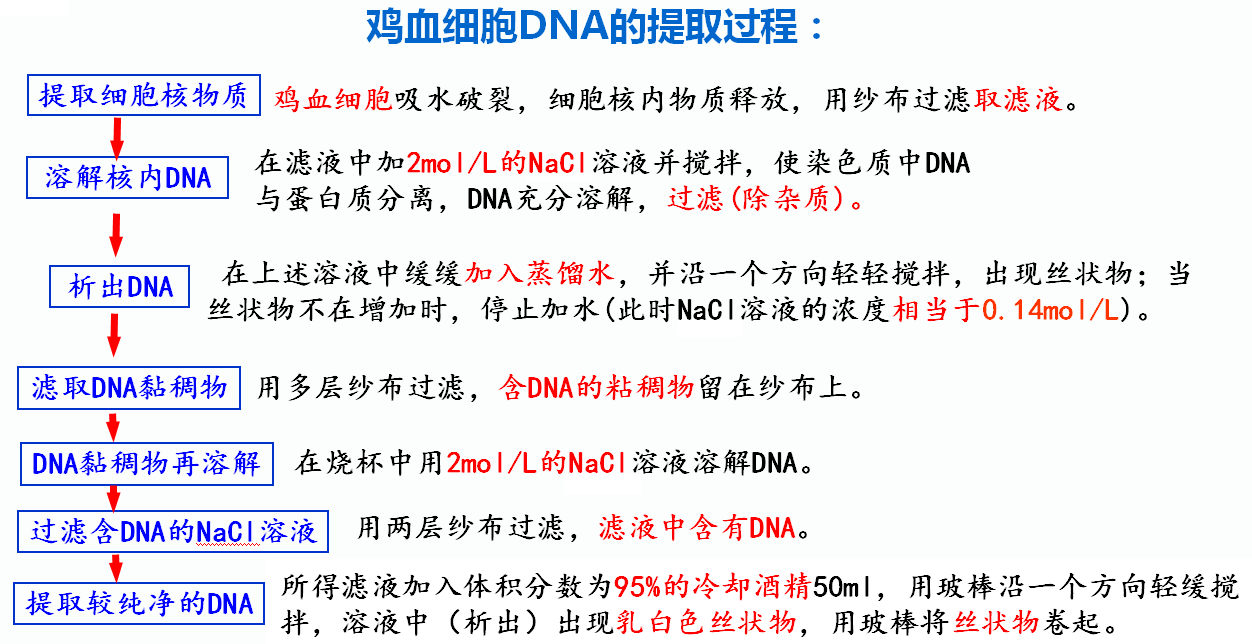 鸡血细胞DNA的提取过程：
提取细胞核物质
鸡血细胞吸水破裂，细胞核内物质释放，用纱布过滤取滤液。
溶解核内DNA
在滤液中加2mol/L的NaCl溶液并搅拌，使染色质中DNA
与蛋白质分离，DNA充分溶解，过滤(除杂质)。
析出DNA
在上述溶液中缓缓加入蒸馏水，并沿一个方向轻轻搅拌，出现丝状物；当
丝状物不在增加时，停止加水(此时NaCl溶液的浓度相当于0.14mol/L)。
滤取DNA黏稠物
用多层纱布过滤，含DNA的粘稠物留在纱布上。
DNA黏稠物再溶解
在烧杯中用2mol/L的NaCl溶液溶解DNA。
过滤含DNA的NaCl溶液
用两层纱布过滤，滤液中含有DNA。
提取较纯净的DNA
所得滤液加入体积分数为95%的冷却酒精50ml，用玻棒沿一个方向轻缓搅
拌，溶液中（析出）出现乳白色丝状物，用玻棒将丝状物卷起。